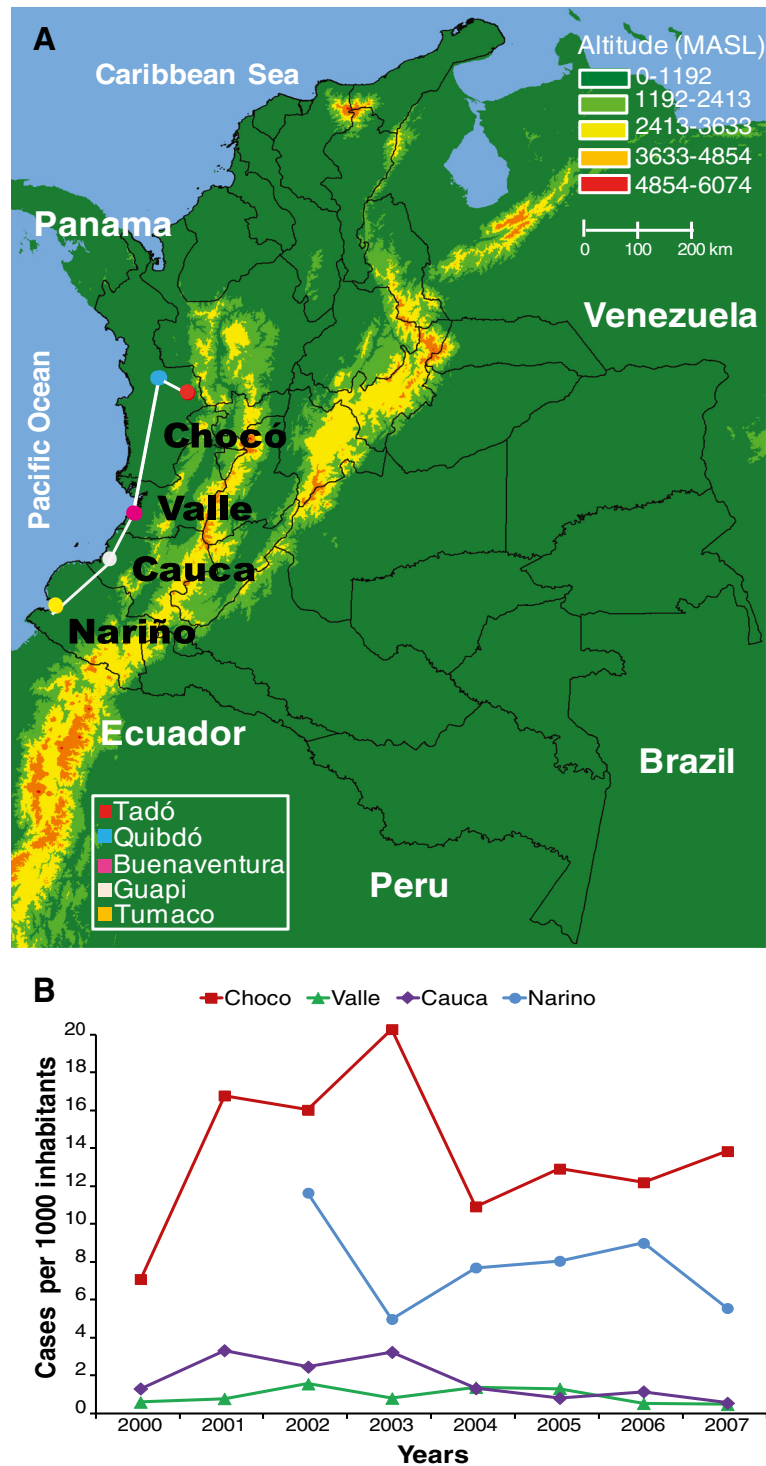 A
Caribbean Sea
Altitude (MASL)
0-1192
1192-2413
2413-3633
3633-4854
4854-6074
0 100 200 km
Panama
Venezuela
Pacific Ocean
Chocó
Valle
Cauca
Nariño
Ecuador
Brazil
Peru
Tadó
Quibdó
Buenaventura
Guapi
Tumaco
B
Choco Valle Cauca Narino
Cases per 1000 inhabitants
20
18
16
14
12
10
8
6
4
2
0
2000 2001 2002 2003 2004 2005 2006 2007
Years